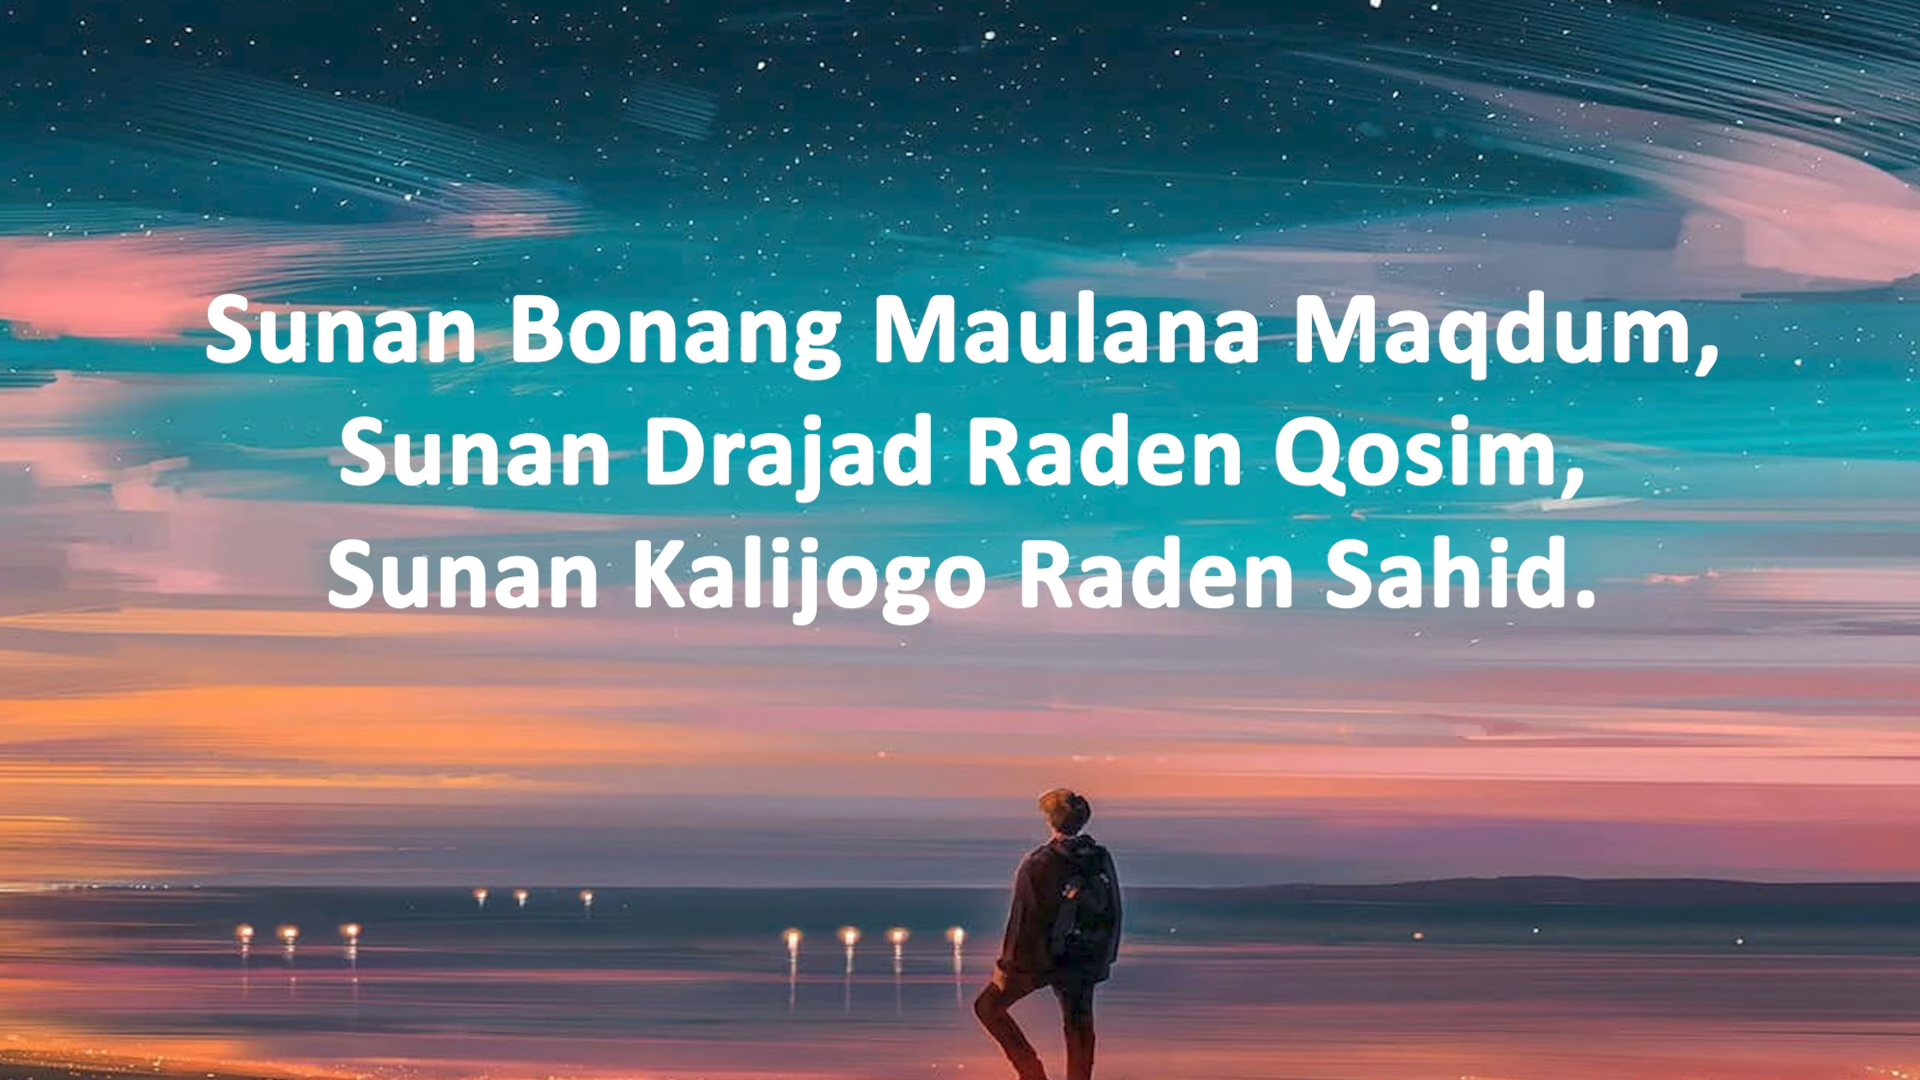 Sunan Bonang Maulana Maqdum,
Sunan Drajad Raden Qosim,
Sunan Kalijogo Raden Sahid.